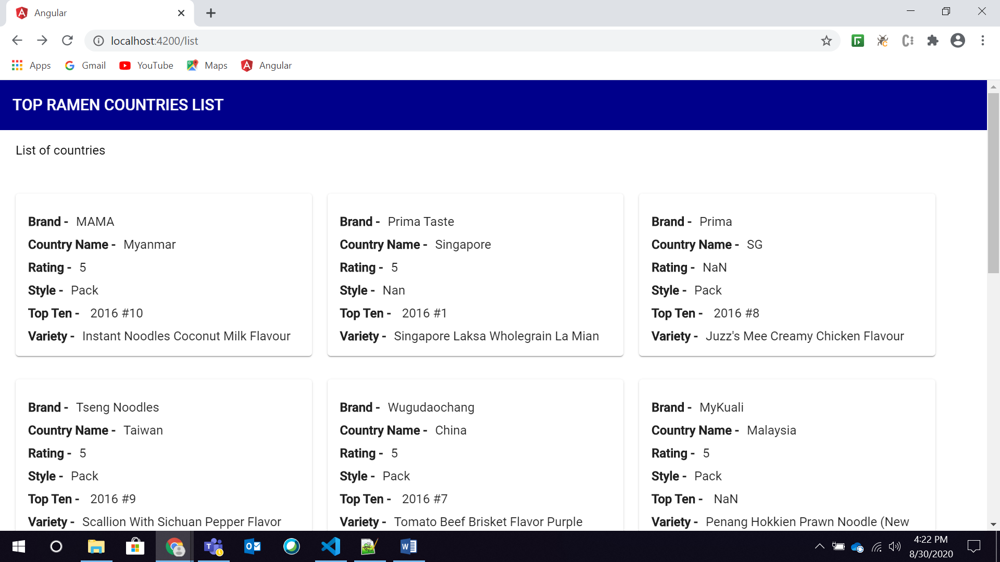 Angular
localhost:4200/list
Apps Gmail YouTube Maps Angular
TOP RAMEN COUNTRIES LIST
List of countries
Brand - MAMA
Country Name - Myanmar
Rating - 5
Style - Pack
Top Ten - 2016 #10
Variety - Instant Noodles Coconut Milk Flavour
Brand - Prima Taste
Country Name - Singapore
Rating - 5
Style - Nan
Top Ten - 2016 #1
Variety - Singapore Laksa Wholegrain La Mian
Brand - Prima
Country Name - SG
Rating - NaN
Style - Pack
Top Ten - 2016 #8
Variety - Juzz's Mee Creamy Chicken Flavour
Brand - Tseng Noodles
Country Name - Taiwan
Rating - 5
Style - Pack
Top Ten - 2016 #9
Variety - Scallion With Sichuan Pepper Flavor
Brand - Wugudaochang
Country Name - China
Rating - 5
Style - Pack
Top Ten - 2016 #7
Variety - Tomato Beef Brisket Flavor Purple
Brand - MyKuali
Country Name - Malaysia
Rating - 5
Style - Pack
Top Ten - NaN
Variety - Penang Hokkien Prawn Noodle (New
4:22 PM
8/30/2020